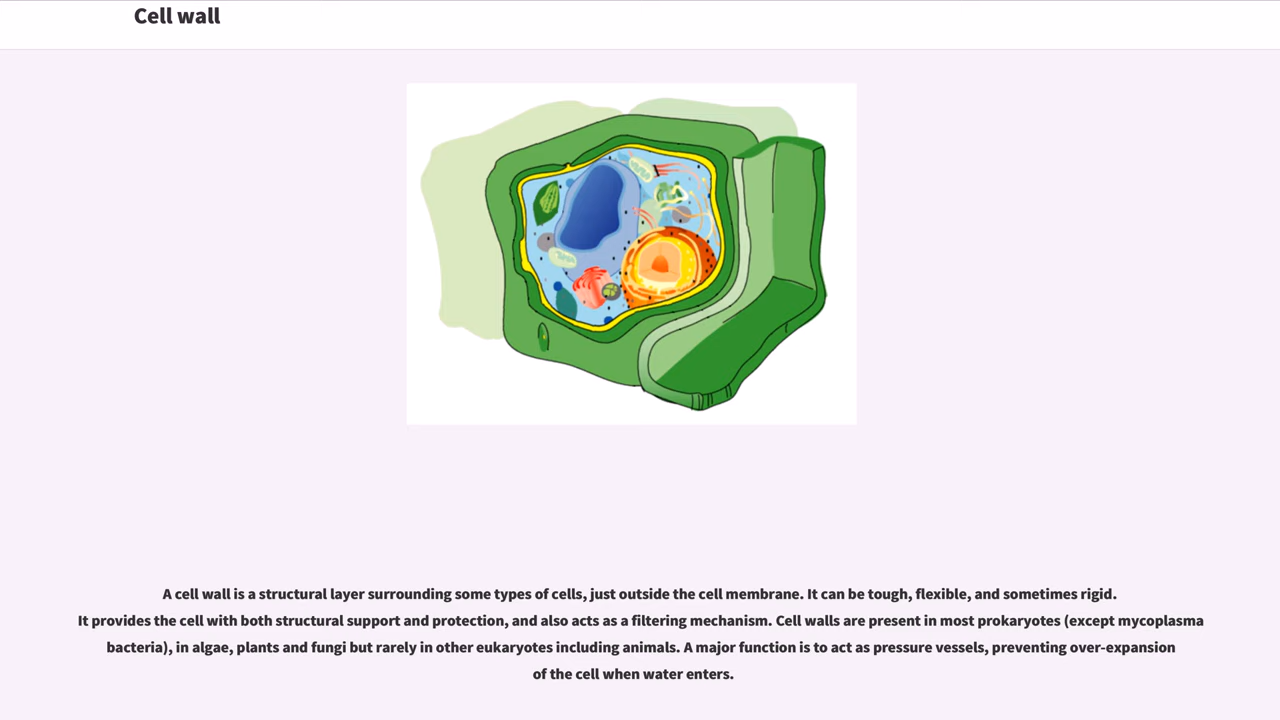 Cell wall
A cell wall is a structural layer surrounding some types of cells, just outside the cell membrane. It can be tough, flexible, and sometimes rigid.
It provides the cell with both structural support and protection, and also acts as a filtering mechanism. Cell walls are present in most prokaryotes (except mycoplasma
bacteria), in algae, plants and fungi but rarely in other eukaryotes including animals. A major function is to act as pressure vessels, preventing over-expansion
of the cell when water enters.